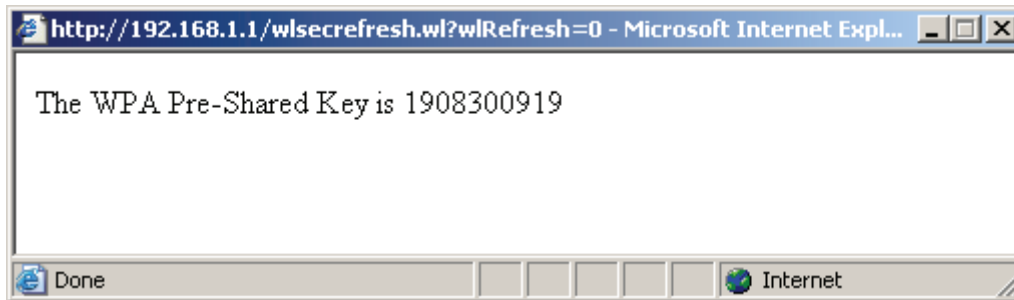 http://192.168.1.1/wlsecrefresh.wl?wlRefresh=0 - Microsoft Internet Expl...
The WPA Pre-Shared Key is 1908300919
Done
Internet